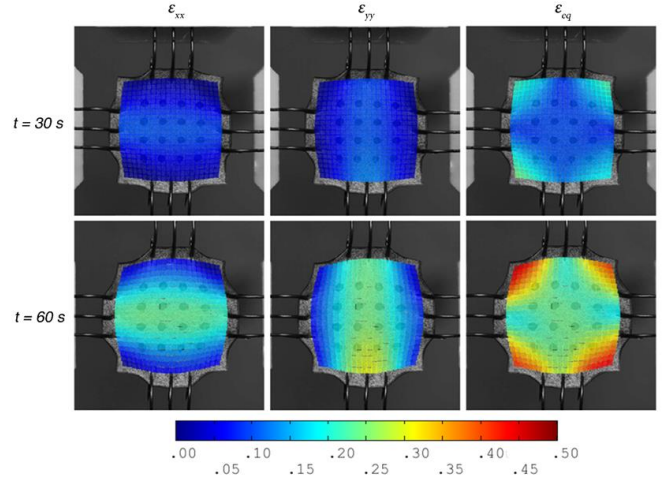 εxx εyy εeq
t = 30 s
t = 60 s
.00 .10 .20 .30 .40 .50
.05 .15 .25 .35 .45